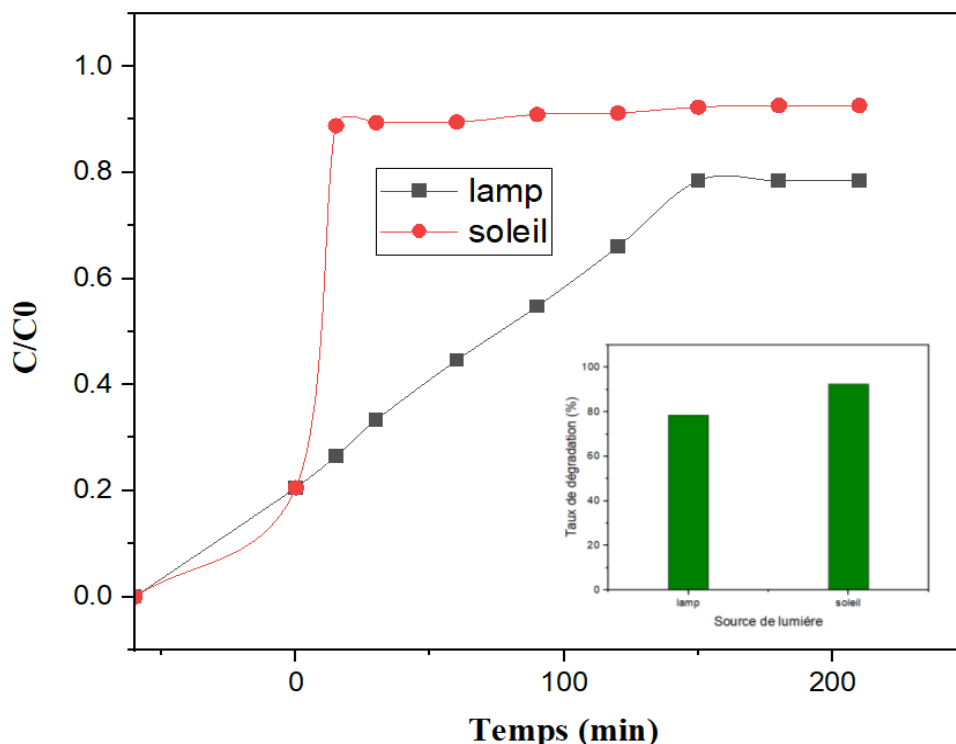 1.0
0.8
0.6
0.4
0.2
0.0
C/C0
lamp
soleil
100
80
60
40
20
0
Taux de dégradation (%)
lamp soleil
Source de lumiére
0 100 200
Temps (min)